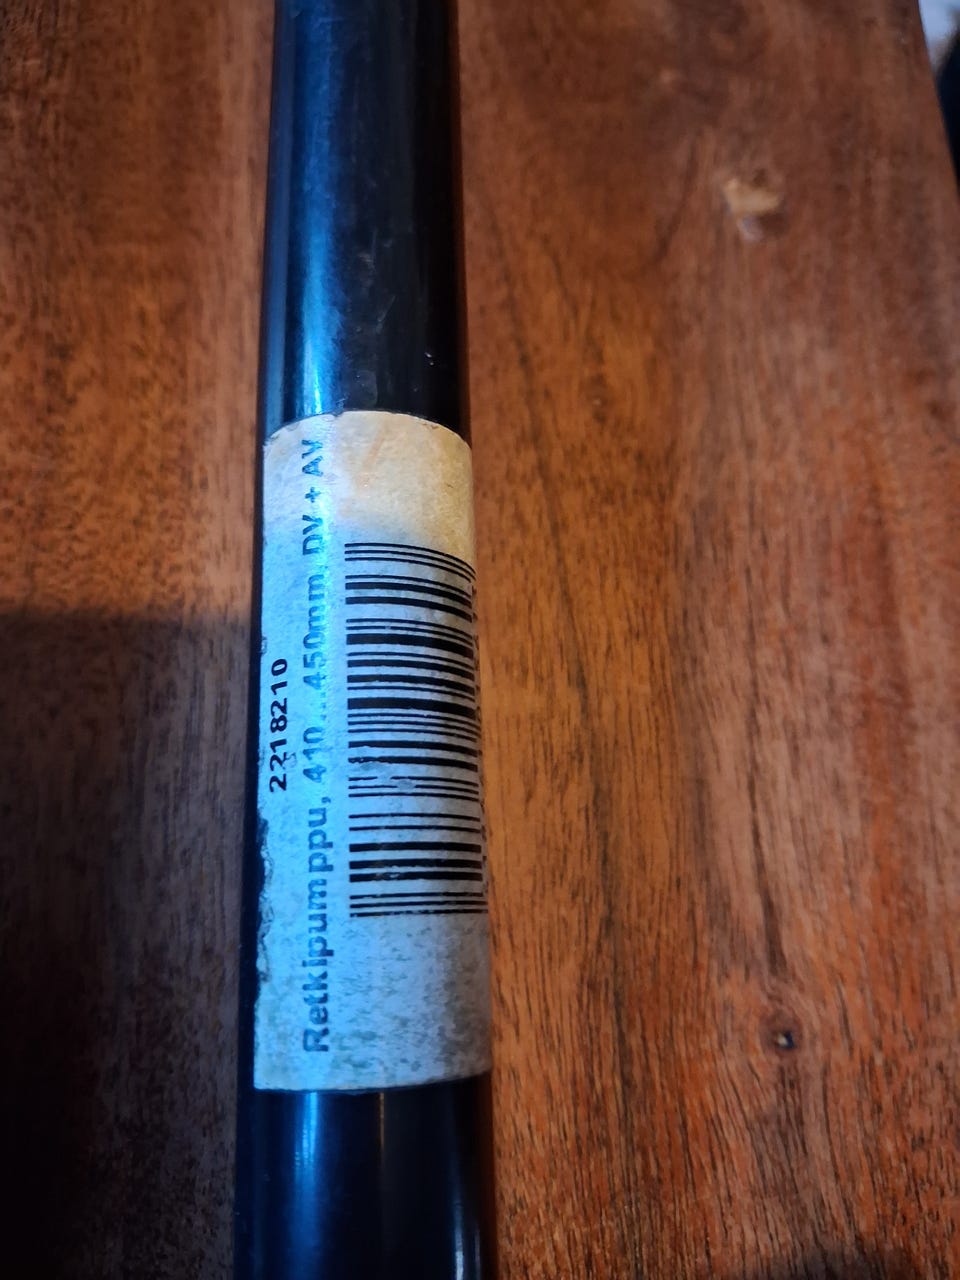 2218210
Retkipumppu, 410...450mm, DV + AV